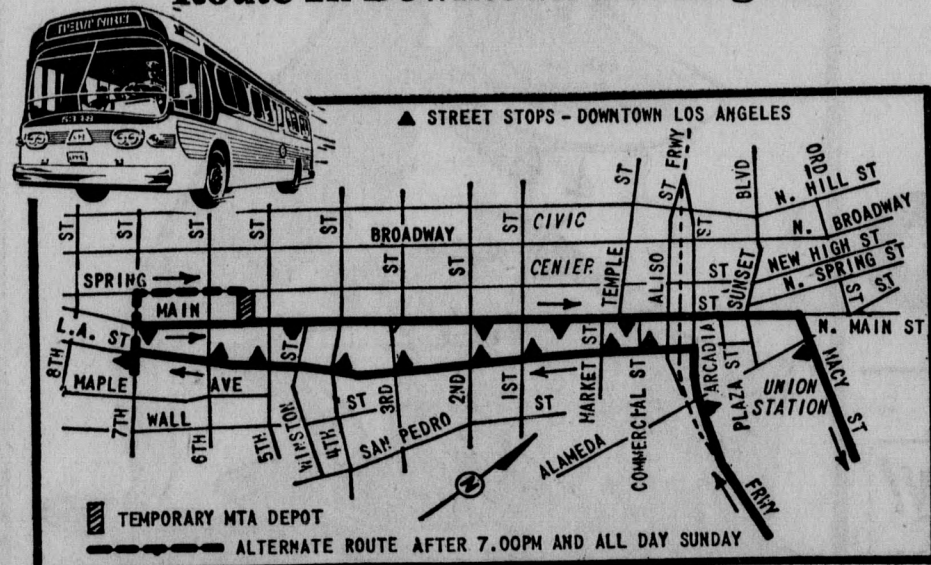 ▲ STREET STOPS - DOWNTOWN LOS ANGELES
ST
FRWY
ST
BLVD
ORD
N. HILL ST
ST
ST
ST
ST
BROADWAY
ST
ST
ST
CIVIC
ST
N. BROADWAY
NEW HIGH ST
SPRING
CENTER
TEMPLE
ALISO
ST
SUNSET
N. SPRING ST
MAIN
ST
ST
ST
L.A. ST
ST
ST
N. MAIN ST
8TH
MAPLE AVE
WALL
7TH
6TH
5TH
WINSTON
4TH
ST
3RD
SAN PEDRO
2ND
1ST
ST
MARKET
COMMERCIAL ST
ARCADIA
PLAZA ST
UNION
STATION
MACY
ST
ALAMEDA
N
FRWY
TEMPORARY MTA DEPOT
ALTERNATE ROUTE AFTER 7.00PM AND ALL DAY SUNDAY